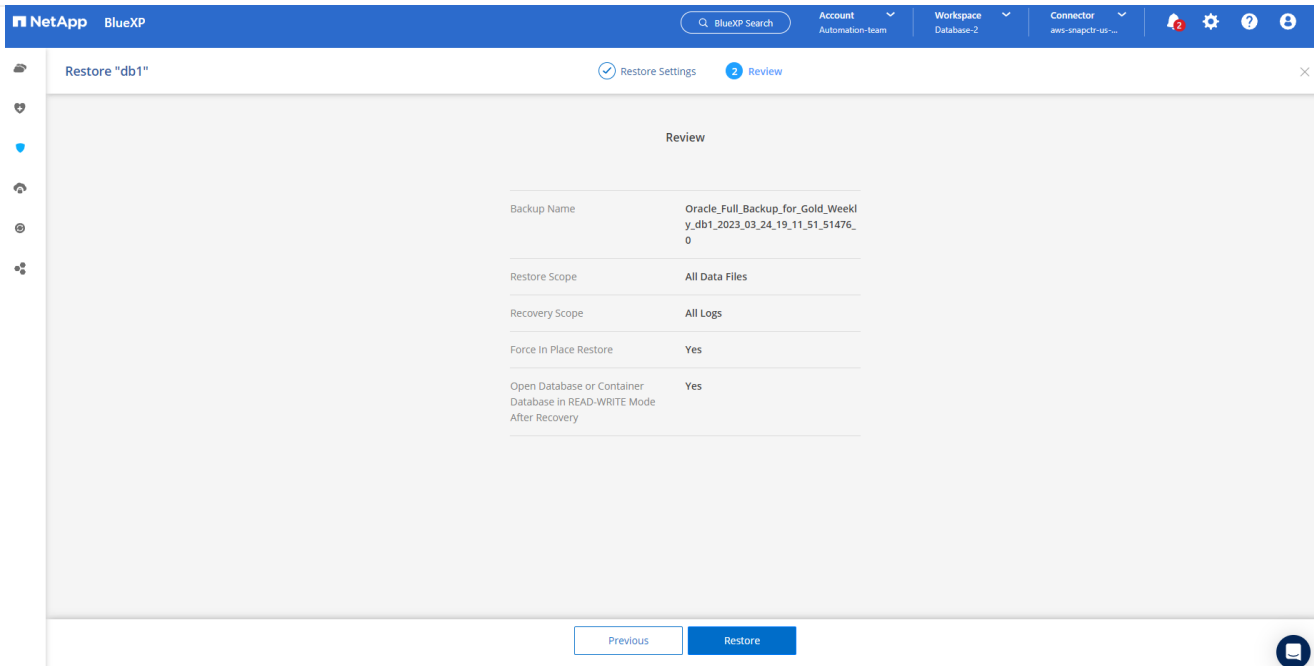 NetApp BlueXP
BlueXP Search
Account
Automation-team
Workspace
Database-2
Connector
aws-snapctr-us-...
2
?
Restore "db1"
Restore Settings
2 Review
Review
Backup Name
Oracle_Full_Backup_for_Gold_Weekl
y_db1_2023_03_24_19_11_51_51476_
0
Restore Scope
All Data Files
Recovery Scope
All Logs
Force In Place Restore
Yes
Open Database or Container
Database in READ-WRITE Mode
After Recovery
Yes
Previous
Restore